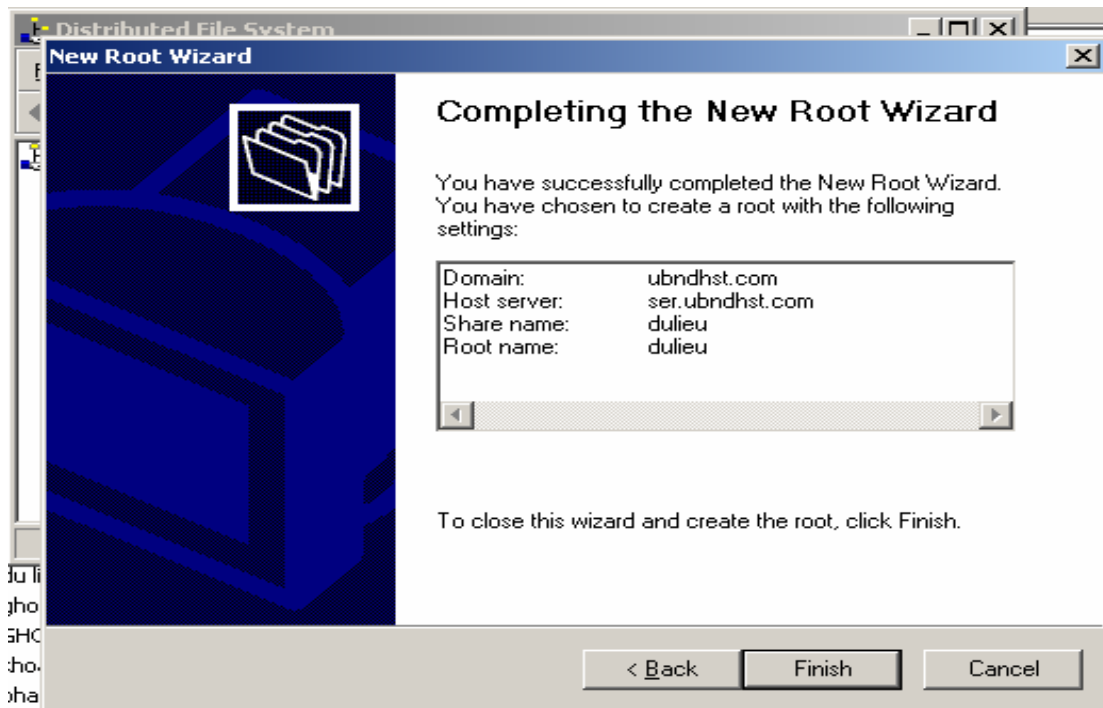 Distributed File System
New Root Wizard
Completing the New Root Wizard
You have successfully completed the New Root Wizard.
You have chosen to create a root with the following
settings:
Domain: ubndhst.com
Host server: ser.ubndhst.com
Share name: dulieu
Root name: dulieu
To close this wizard and create the root, click Finish.
< Back Finish Cancel